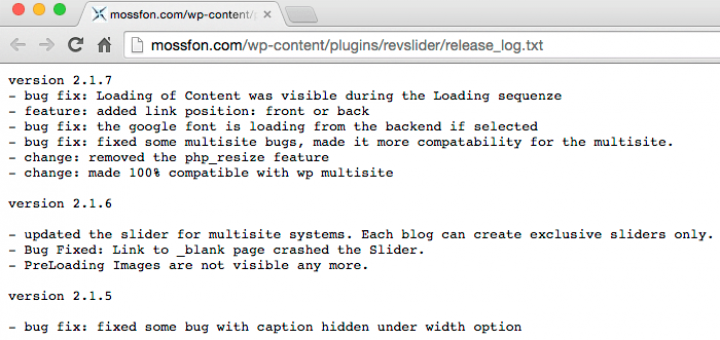 mossfon.com/wp-content/p
mossfon.com/wp-content/plugins/revslider/release_log.txt
version 2.1.7
- bug fix: Loading of Content was visible during the Loading sequenze
- feature: added link position: front or back
- bug fix: the google font is loading from the backend if selected
- bug fix: fixed some multisite bugs, made it more compatability for the multisite.
- change: removed the php_resize feature
- change: made 100% compatible with wp multisite
version 2.1.6
- updated the slider for multisite systems. Each blog can create exclusive sliders only.
- Bug Fixed: Link to _blank page crashed the Slider.
- PreLoading Images are not visible any more.
version 2.1.5
- bug fix: fixed some bug with caption hidden under width option